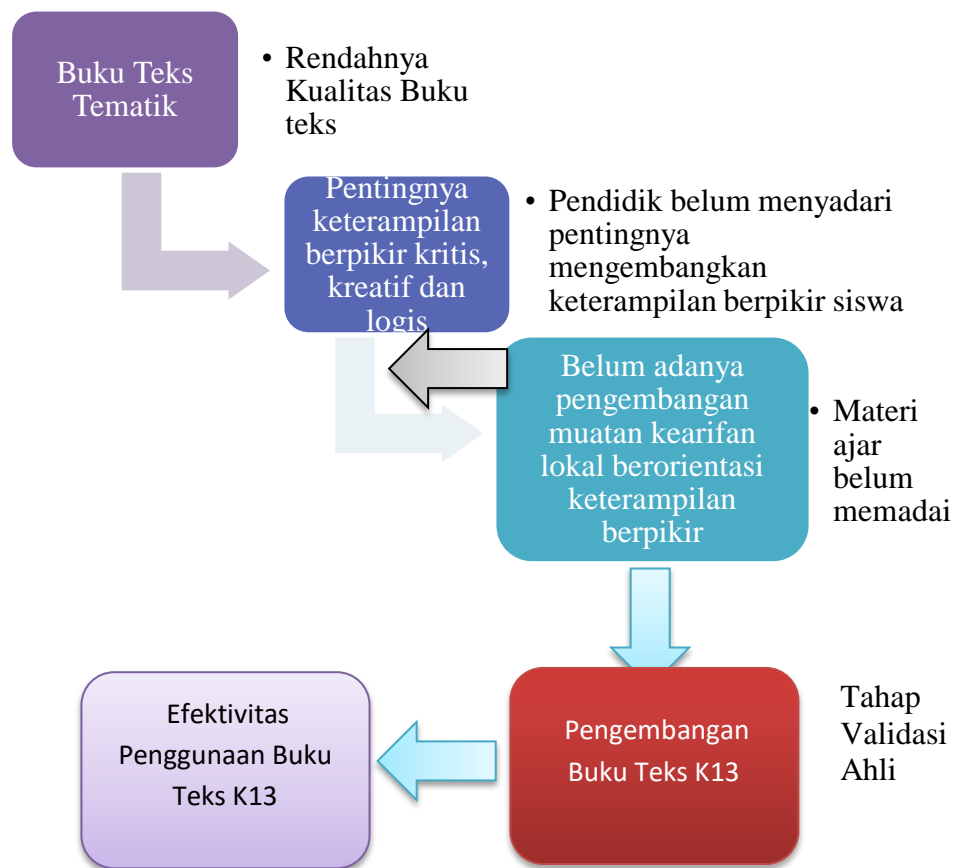 Buku Teks
Tematik
• Rendahnya
Kualitas Buku
teks
Pentingnya
keterampilan
berpikir kritis,
kreatif dan
logis
• Pendidik belum menyadari
pentingnya
mengembangkan
keterampilan berpikir siswa
Belum adanya
pengembangan
muatan kearifan
lokal berorientasi
keterampilan
berpikir
• Materi
ajar
belum
memadai
Efektivitas
Penggunaan Buku
Teks K13
Pengembangan
Buku Teks K13
Tahap
Validasi
Ahli